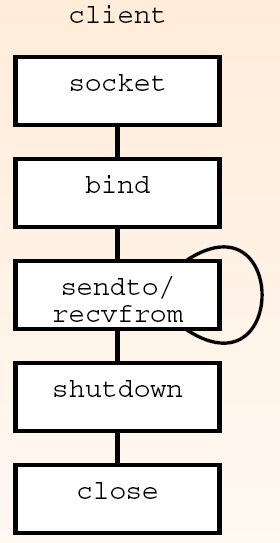 client
socket
bind
sendto/
recvfrom
shutdown
close